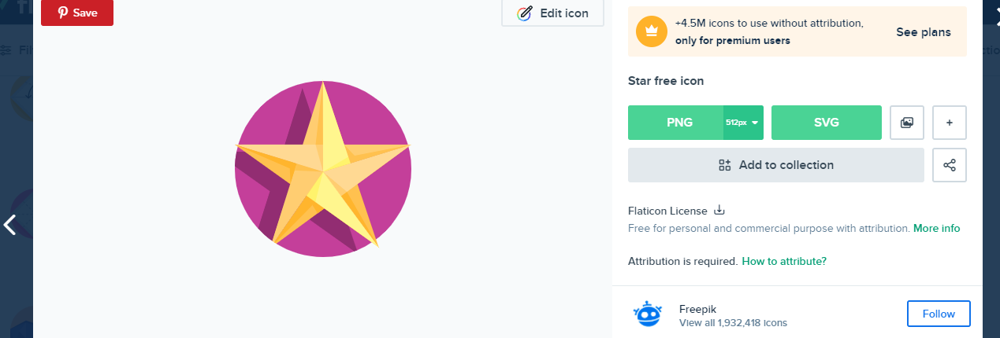 Save
Edit icon
+4.5M icons to use without attribution,
only for premium users
See plans
Star free icon
PNG
512px
SVG
+
Add to collection
Flaticon License
Free for personal and commercial purpose with attribution. More info
Attribution is required. How to attribute?
Freepik
View all 1,932,418 icons
Follow